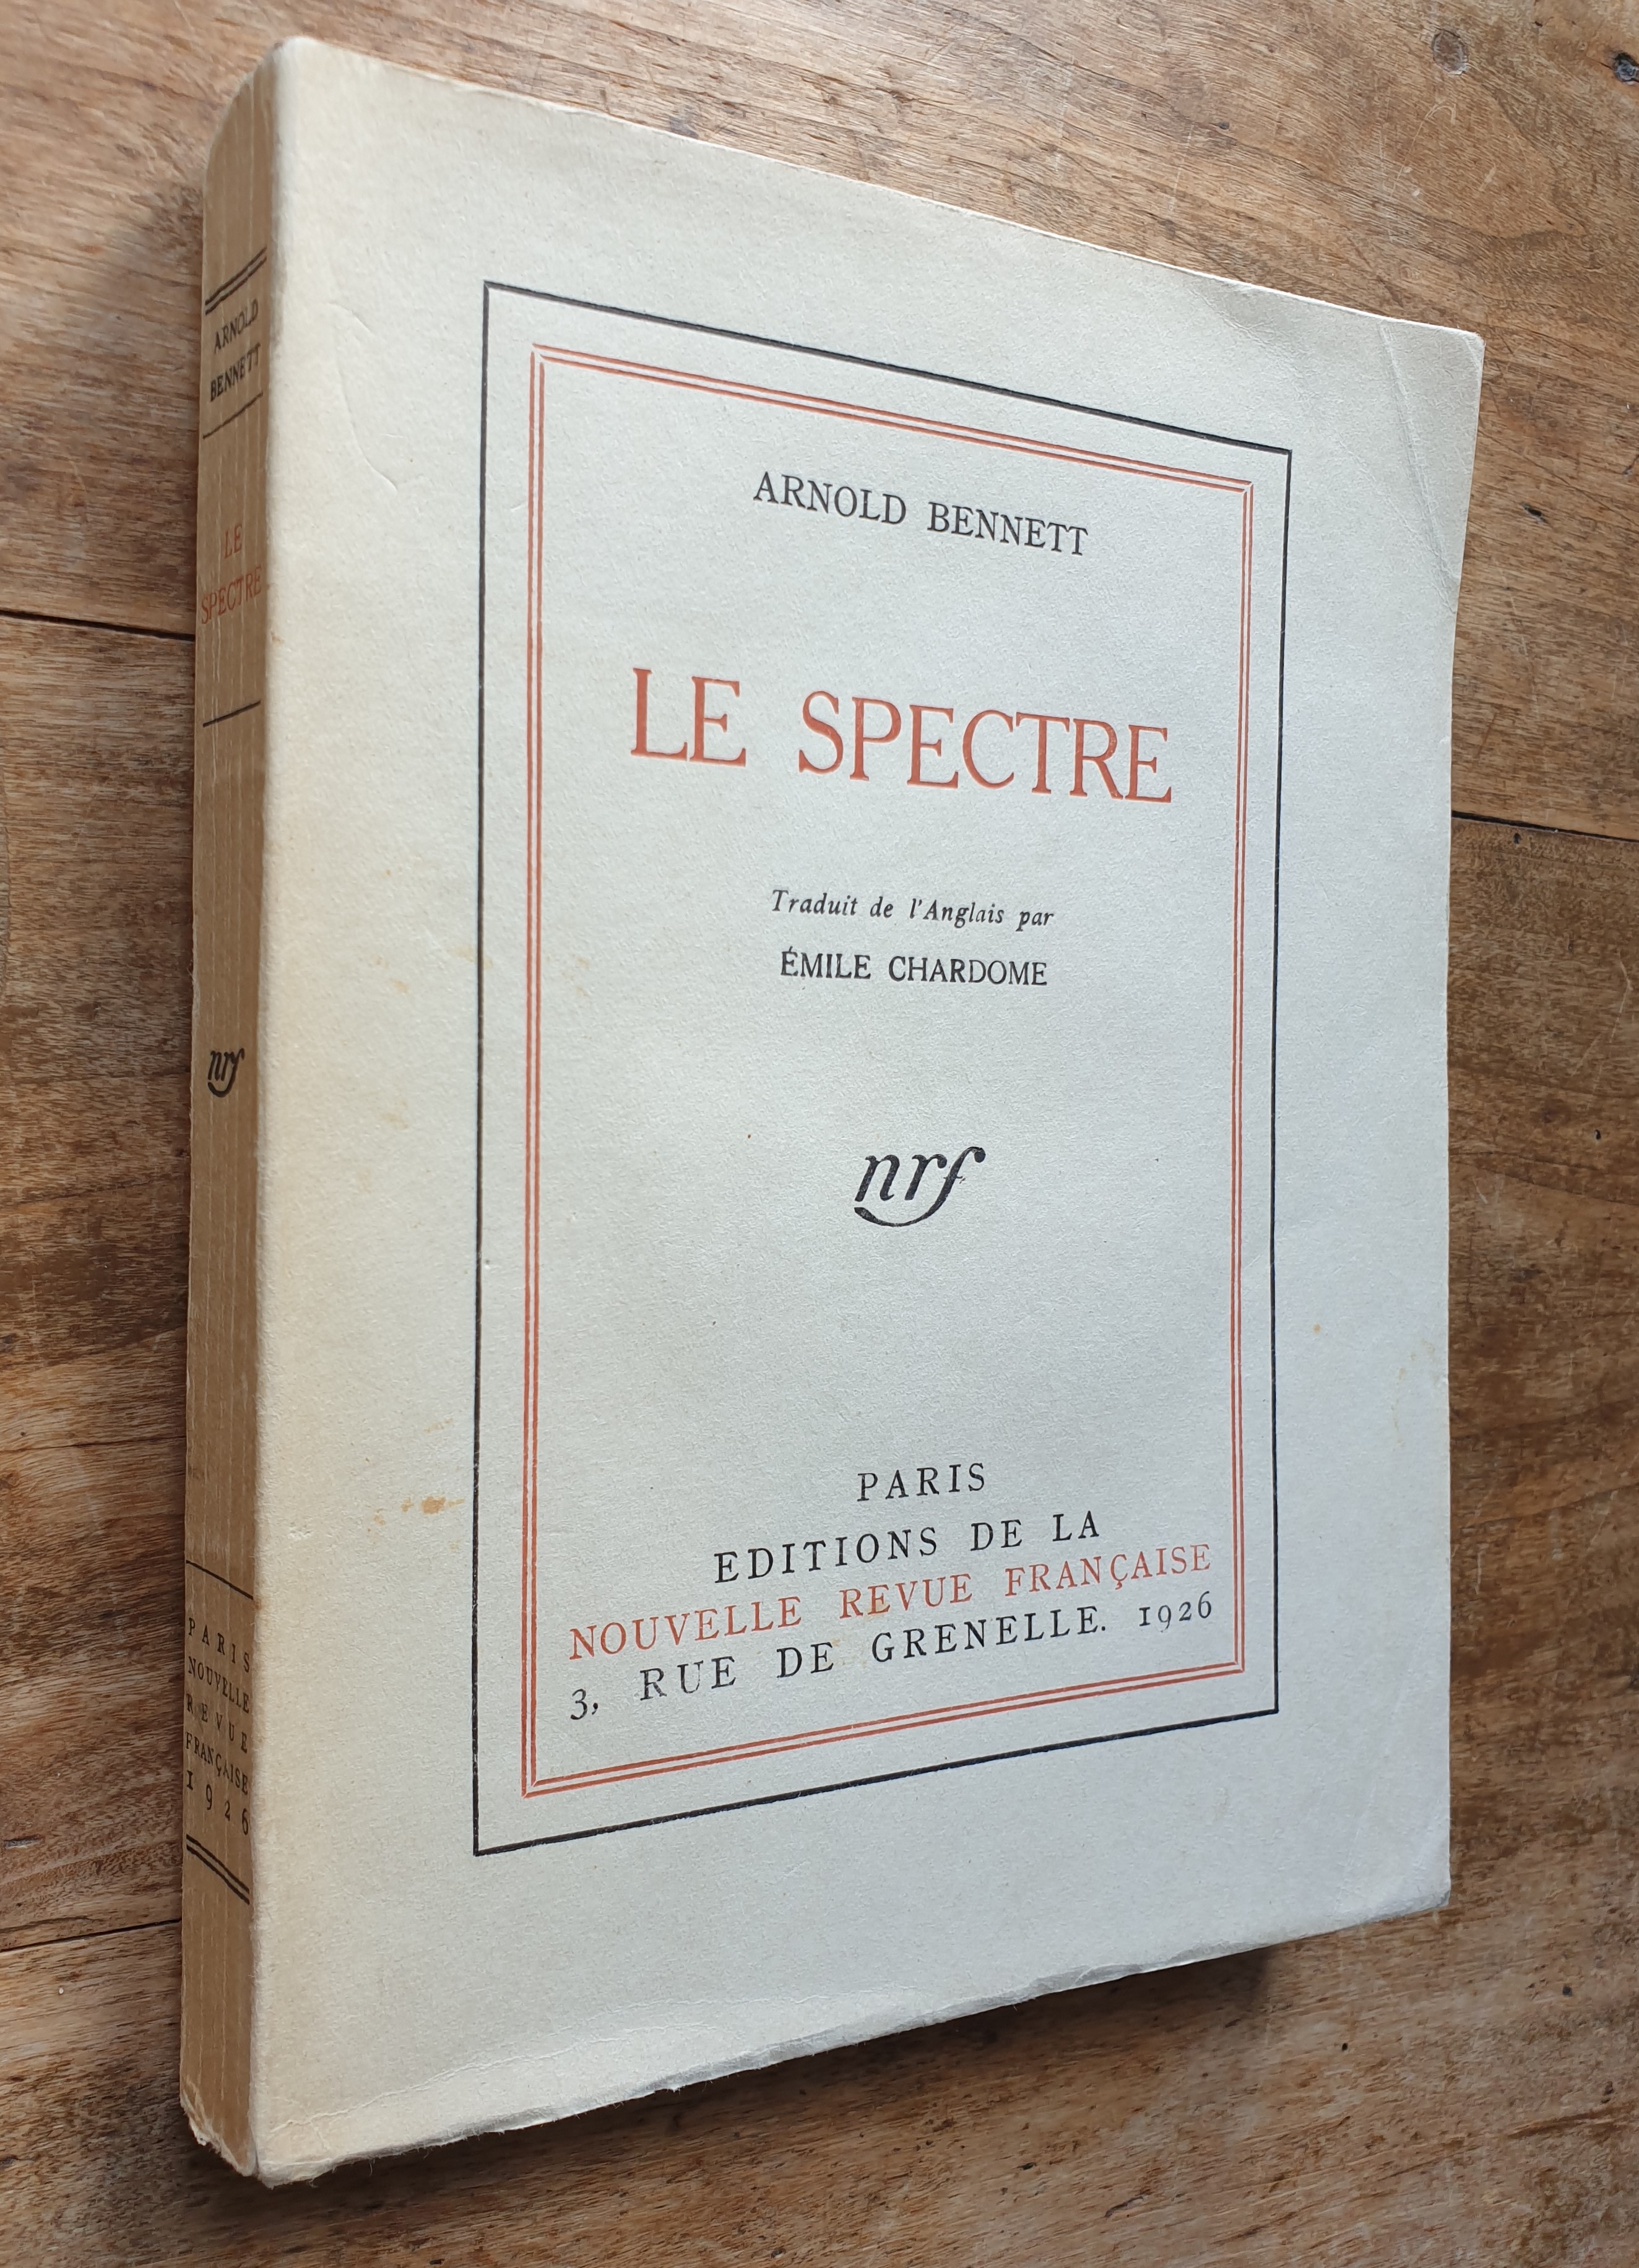 ARNOLD
BENNETT
LE
SPECTRE
nrf
PARIS
NOUVELLE
REVUE
FRANÇAISE
1926
ARNOLD BENNETT
LE SPECTRE
Traduit de l'Anglais par
ÉMILE CHARDOME
nrf
PARIS
EDITIONS DE LA
NOUVELLE REVUE FRANÇAISE
3, RUE DE GRENELLE. 1926